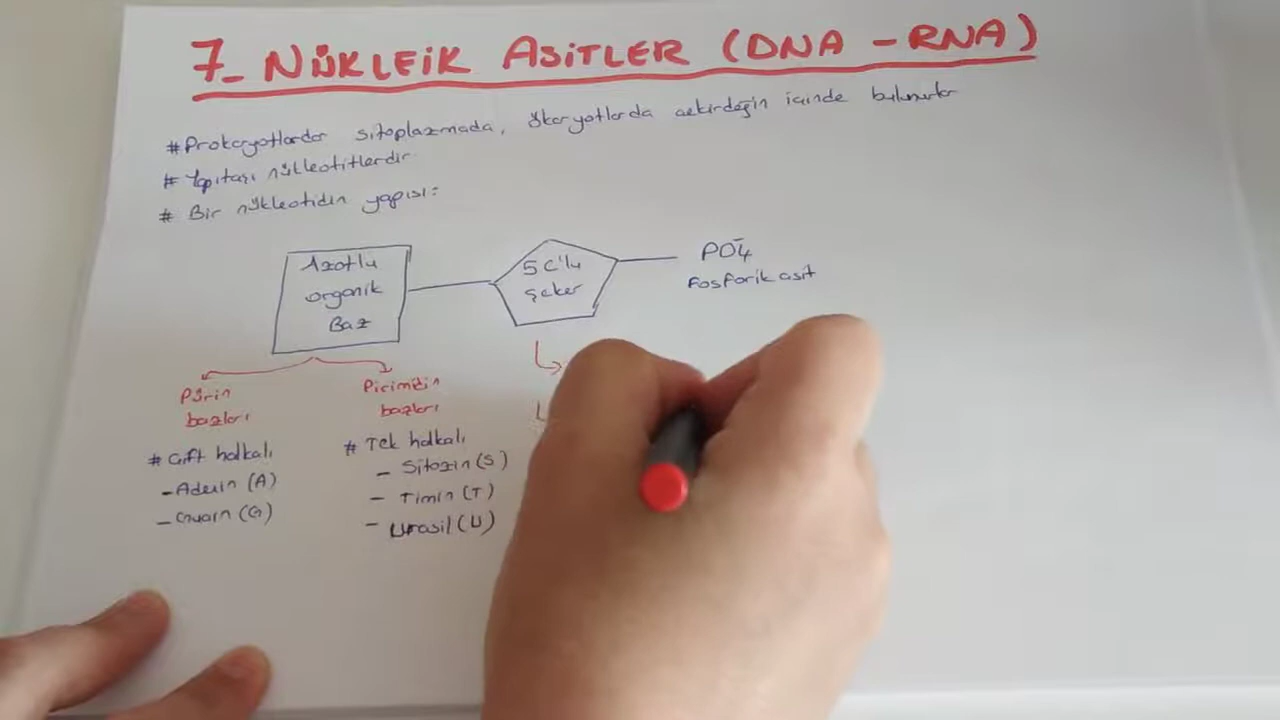 7- NÜKLEİK ASİTLER (DNA - RNA)
# Prokaryotlarda sitoplazmada, ökaryotlarda çekirdeğin içinde bulunurlar
# Yapıtaşı nükleotitlerdir
# Bir nükleotidin yapısı:
Azotlu
organik
Baz
5 C'lu
şeker
PO₄⁻
Fosforik asit
Pürin
bazları
Pirimidin
bazları
# Çift halkalı
- Adenin (A)
- Guanin (G)
# Tek halkalı
- Sitozin (S)
- Timin (T)
- Urasil (U)